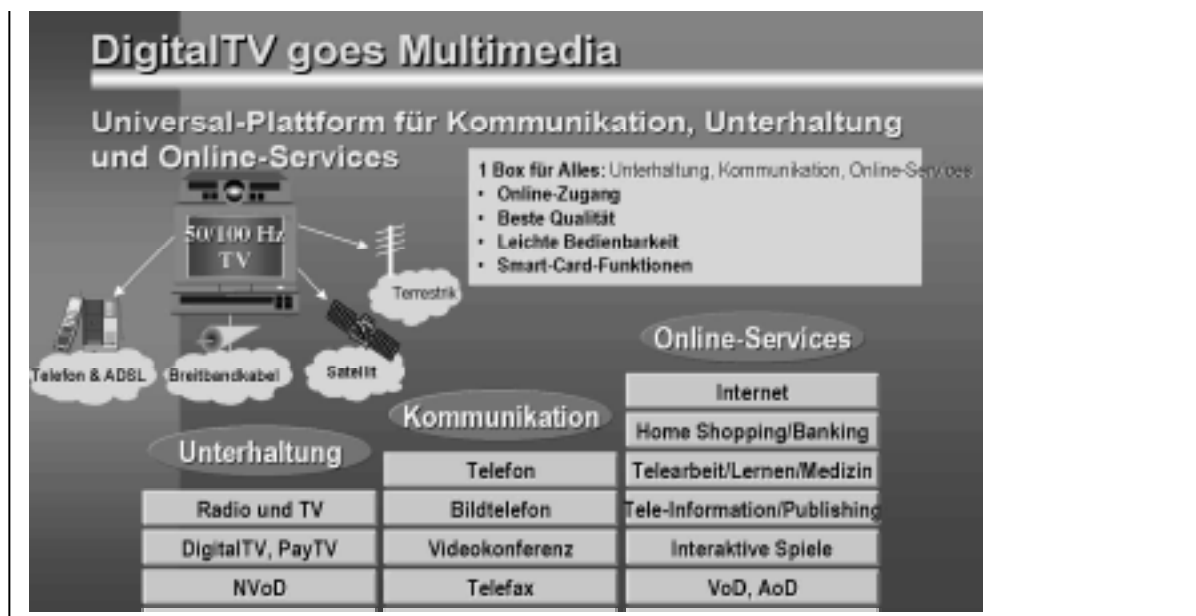 DigitalTV goes Multimedia
Universal-Plattform für Kommunikation, Unterhaltung
und Online-Services
1 Box für Alles: Unterhaltung, Kommunikation, Online-Services
• Online-Zugang
• Beste Qualität
• Leichte Bedienbarkeit
• Smart-Card-Funktionen
50/100 Hz
TV
Terrestrik
Telefon & ADSL
Breitbandkabel
Satellit
Unterhaltung
Radio und TV
DigitalTV, PayTV
NVoD
Kommunikation
Telefon
Bildtelefon
Videokonferenz
Telefax
Online-Services
Internet
Home Shopping/Banking
Telearbeit/Lernen/Medizin
Tele-Information/Publishing
Interaktive Spiele
VoD, AoD